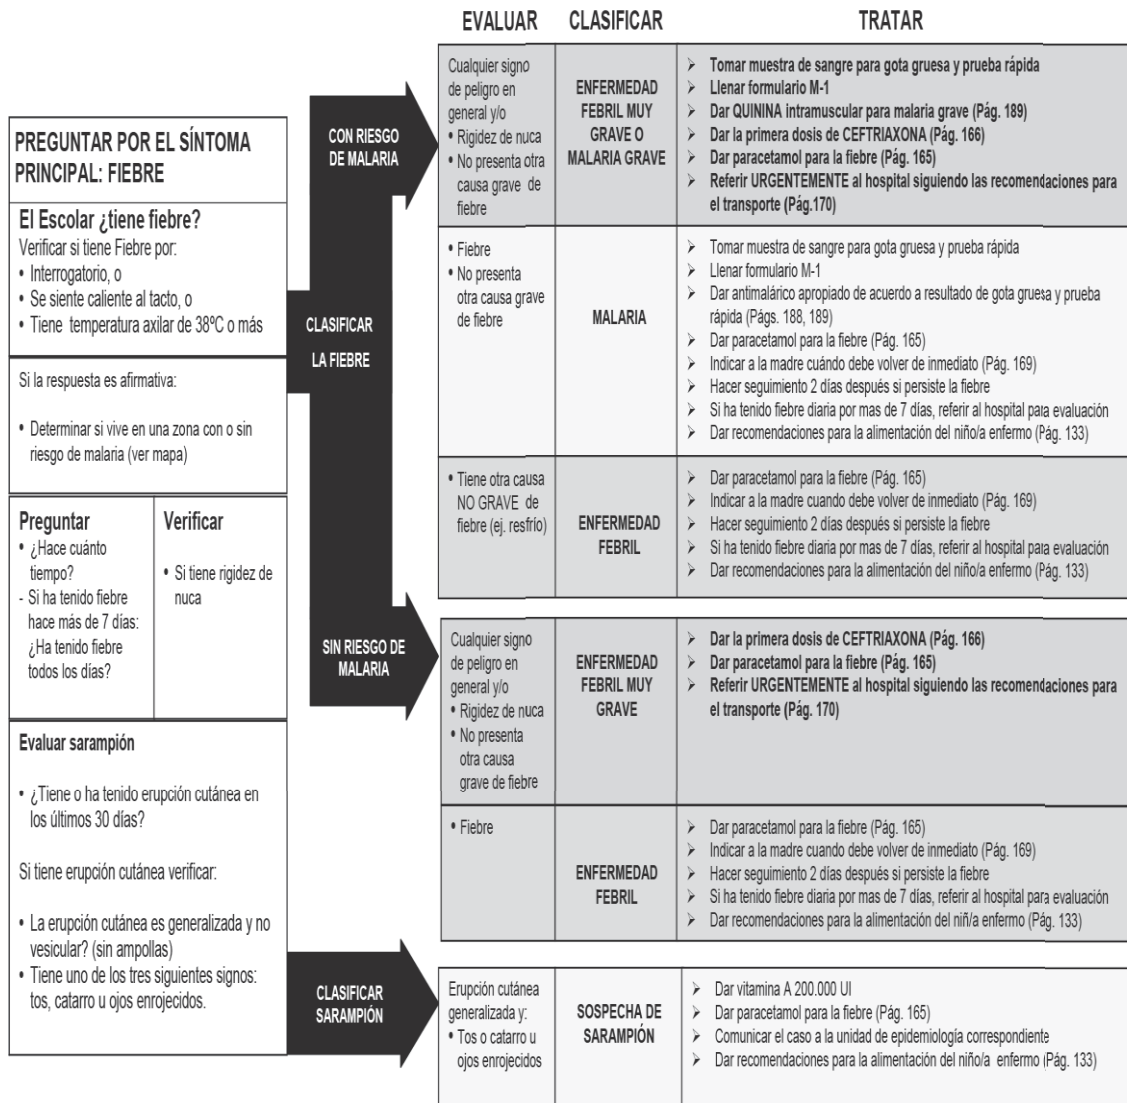 PREGUNTAR POR EL SÍNTOMA
PRINCIPAL: FIEBRE
El Escolar ¿tiene fiebre?
Verificar si tiene Fiebre por:
• Interrogatorio, o
• Se siente caliente al tacto, o
• Tiene temperatura axilar de 38ºC o más
Si la respuesta es afirmativa:
• Determinar si vive en una zona con o sin
riesgo de malaria (ver mapa)
Preguntar
• ¿Hace cuánto
tiempo?
- Si ha tenido fiebre
hace más de 7 días:
¿Ha tenido fiebre
todos los días?
Verificar
• Si tiene rigidez de
nuca
Evaluar sarampión
• ¿Tiene o ha tenido erupción cutánea en
los últimos 30 días?
Si tiene erupción cutánea verificar:
• La erupción cutánea es generalizada y no
vesicular? (sin ampollas)
• Tiene uno de los tres siguientes signos:
tos, catarro u ojos enrojecidos.
CLASIFICAR
LA FIEBRE
CON RIESGO
DE MALARIA
SIN RIESGO DE
MALARIA
CLASIFICAR
SARAMPIÓN
EVALUAR CLASIFICAR TRATAR
Cualquier signo
de peligro en
general y/o
• Rigidez de nuca
• No presenta otra
causa grave de
fiebre
ENFERMEDAD
FEBRIL MUY
GRAVE O
MALARIA GRAVE
➢ Tomar muestra de sangre para gota gruesa y prueba rápida
➢ Llenar formulario M-1
➢ Dar QUININA intramuscular para malaria grave (Pág. 189)
➢ Dar la primera dosis de CEFTRIAXONA (Pág. 166)
➢ Dar paracetamol para la fiebre (Pág. 165)
➢ Referir URGENTEMENTE al hospital siguiendo las recomendaciones para
el transporte (Pág.170)
• Fiebre
• No presenta
otra causa grave
de fiebre
MALARIA
➢ Tomar muestra de sangre para gota gruesa y prueba rápida
➢ Llenar formulario M-1
➢ Dar antimalárico apropiado de acuerdo a resultado de gota gruesa y prueba
rápida (Págs. 188, 189)
➢ Dar paracetamol para la fiebre (Pág. 165)
➢ Indicar a la madre cuándo debe volver de inmediato (Pág. 169)
➢ Hacer seguimiento 2 días después si persiste la fiebre
➢ Si ha tenido fiebre diaria por mas de 7 días, referir al hospital para evaluación
➢ Dar recomendaciones para la alimentación del niño/a enfermo (Pág. 133)
• Tiene otra causa
NO GRAVE de
fiebre (ej. resfrío)
ENFERMEDAD
FEBRIL
➢ Dar paracetamol para la fiebre (Pág. 165)
➢ Indicar a la madre cuando debe volver de inmediato (Pág. 169)
➢ Hacer seguimiento 2 días después si persiste la fiebre
➢ Si ha tenido fiebre diaria por mas de 7 días, referir al hospital para evaluación
➢ Dar recomendaciones para la alimentación del niño/a enfermo (Pág. 133)
Cualquier signo
de peligro en
general y/o
• Rigidez de nuca
• No presenta
otra causa
grave de fiebre
ENFERMEDAD
FEBRIL MUY
GRAVE
➢ Dar la primera dosis de CEFTRIAXONA (Pág. 166)
➢ Dar paracetamol para la fiebre (Pág. 165)
➢ Referir URGENTEMENTE al hospital siguiendo las recomendaciones para
el transporte (Pág. 170)
• Fiebre
ENFERMEDAD
FEBRIL
➢ Dar paracetamol para la fiebre (Pág. 165)
➢ Indicar a la madre cuando debe volver de inmediato (Pág. 169)
➢ Hacer seguimiento 2 días después si persiste la fiebre
➢ Si ha tenido fiebre diaria por mas de 7 días, referir al hospital para evaluación
➢ Dar recomendaciones para la alimentación del niñ/a enfermo (Pág. 133)
Erupción cutánea
generalizada y:
• Tos o catarro u
ojos enrojecidos
SOSPECHA DE
SARAMPIÓN
➢ Dar vitamina A 200.000 UI
➢ Dar paracetamol para la fiebre (Pág. 165)
➢ Comunicar el caso a la unidad de epidemiología correspondiente
➢ Dar recomendaciones para la alimentación del niño/a enfermo (Pág. 133)